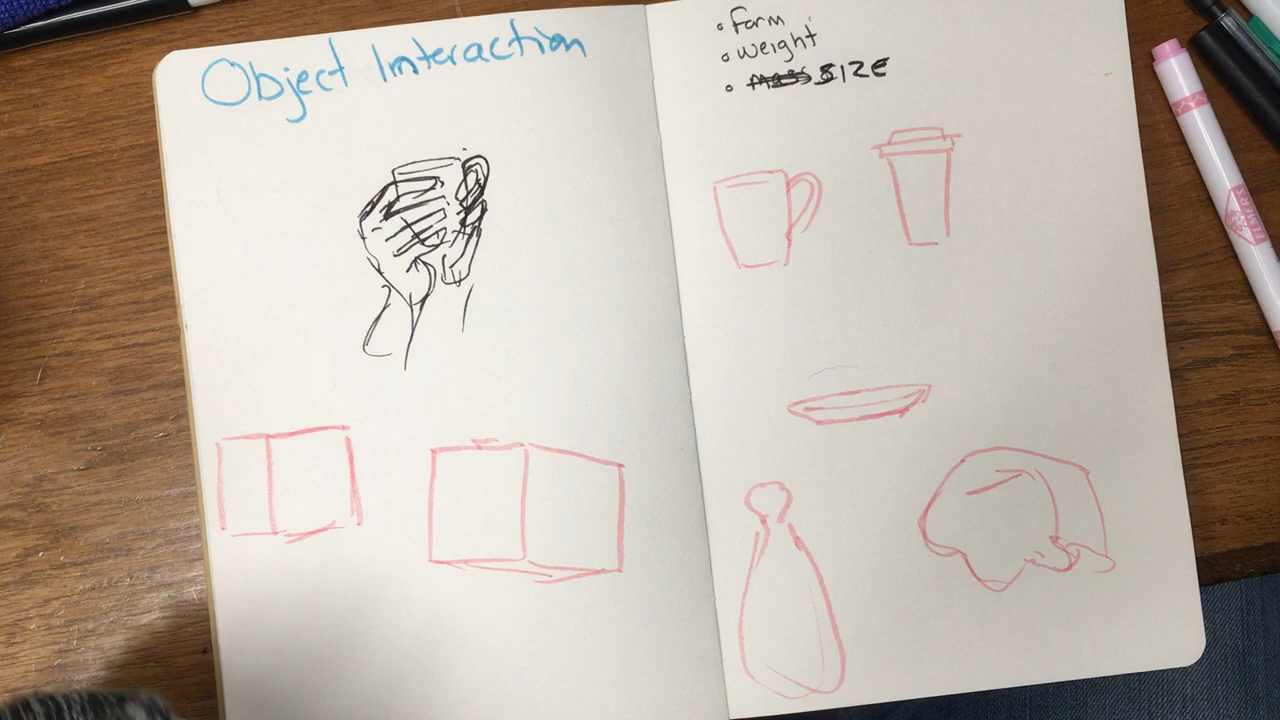 Object Interaction
• form
• weight
• SIZE